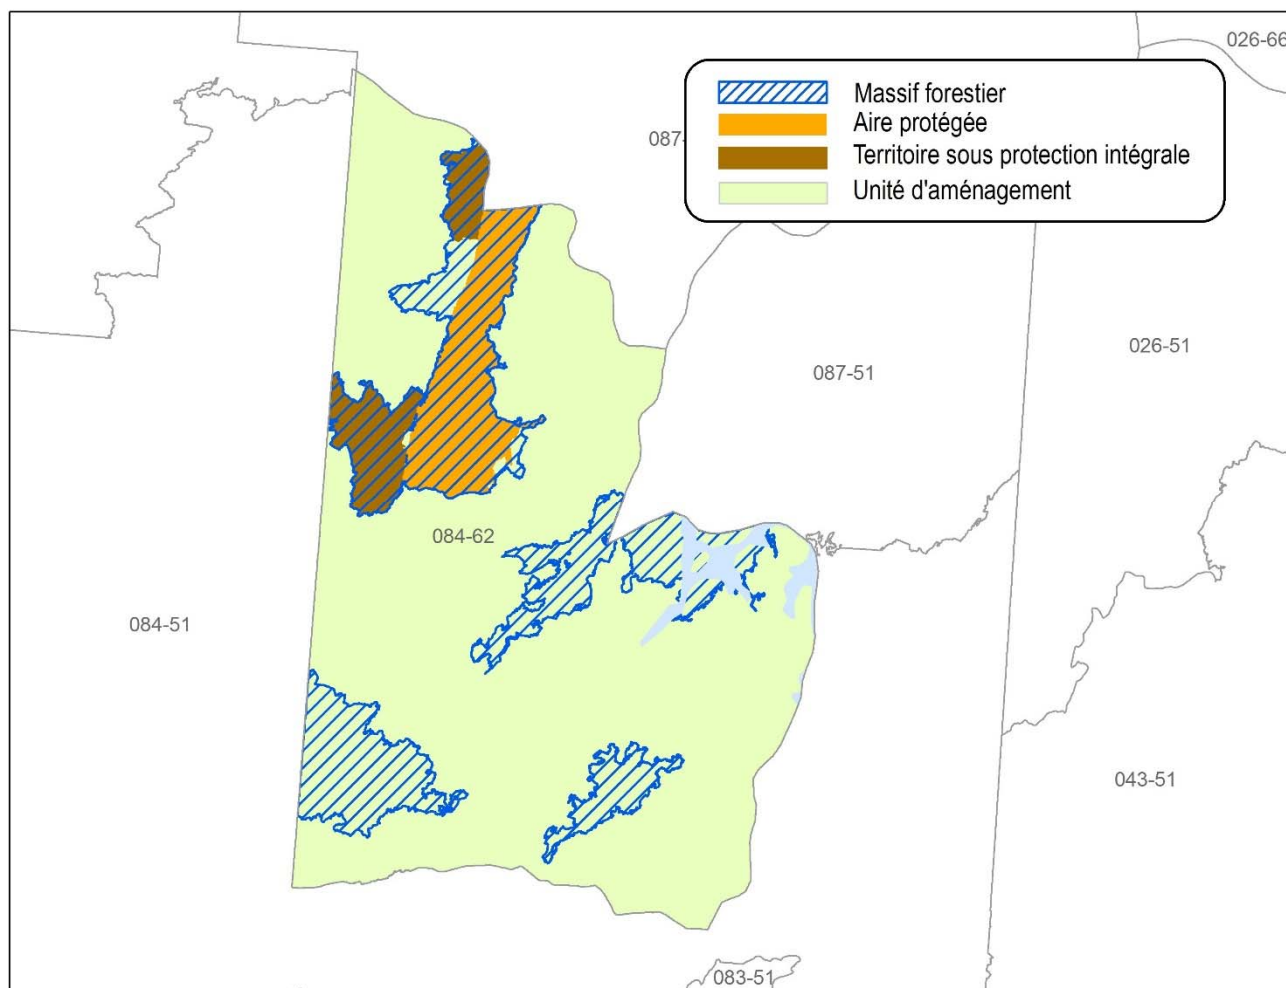 026-66
Massif forestier
Aire protégée
087-
Territoire sous protection intégrale
Unité d'aménagement
026-51
087-51
084-62
084-51
043-51
083-51